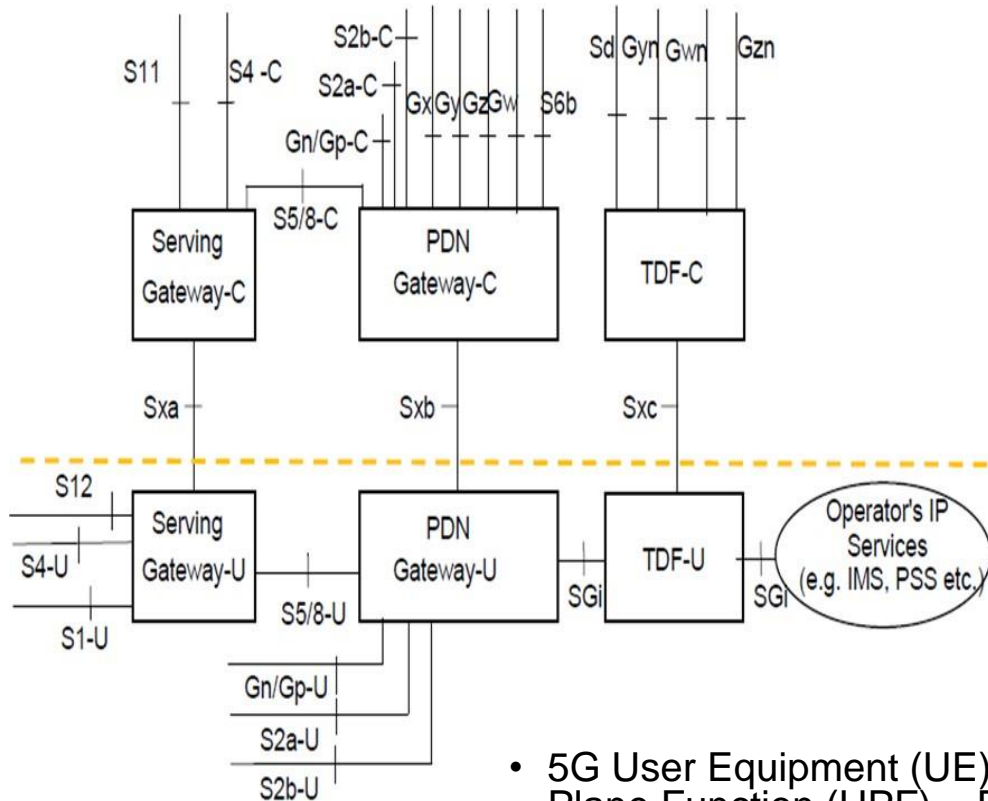 S2b-C
Sd Gyn Gwn Gzn
S11 S4 -C
S2a-C
Gx Gy Gz Gw S6b
Gn/Gp-C
S5/8-C
Serving
Gateway-C
PDN
Gateway-C
TDF-C
Sxa
Sxb
Sxc
S12
S4-U
S1-U
Serving
Gateway-U
S5/8-U
PDN
Gateway-U
SGi
TDF-U
SGi
Operator's IP
Services
(e.g. IMS, PSS etc.)
Gn/Gp-U
S2a-U
S2b-U
• 5G User Equipment (UE)